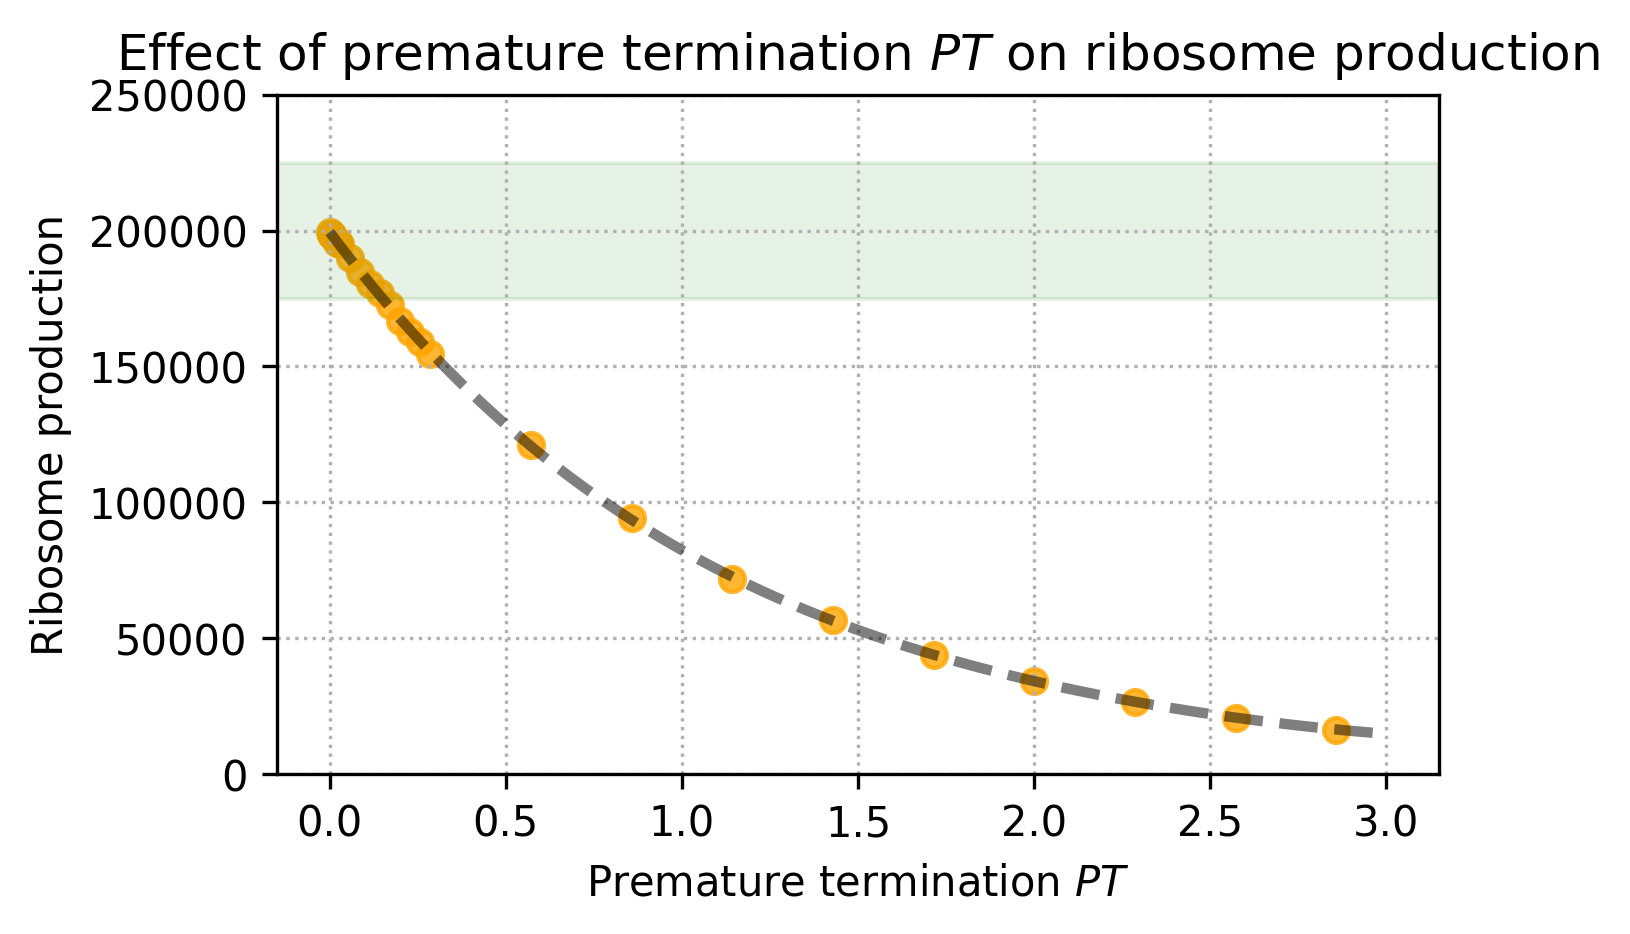 Effect of premature termination PT on ribosome production
250000
200000
150000
100000
50000
0
Ribosome production
0.0 0.5 1.0 1.5 2.0 2.5 3.0
Premature termination PT